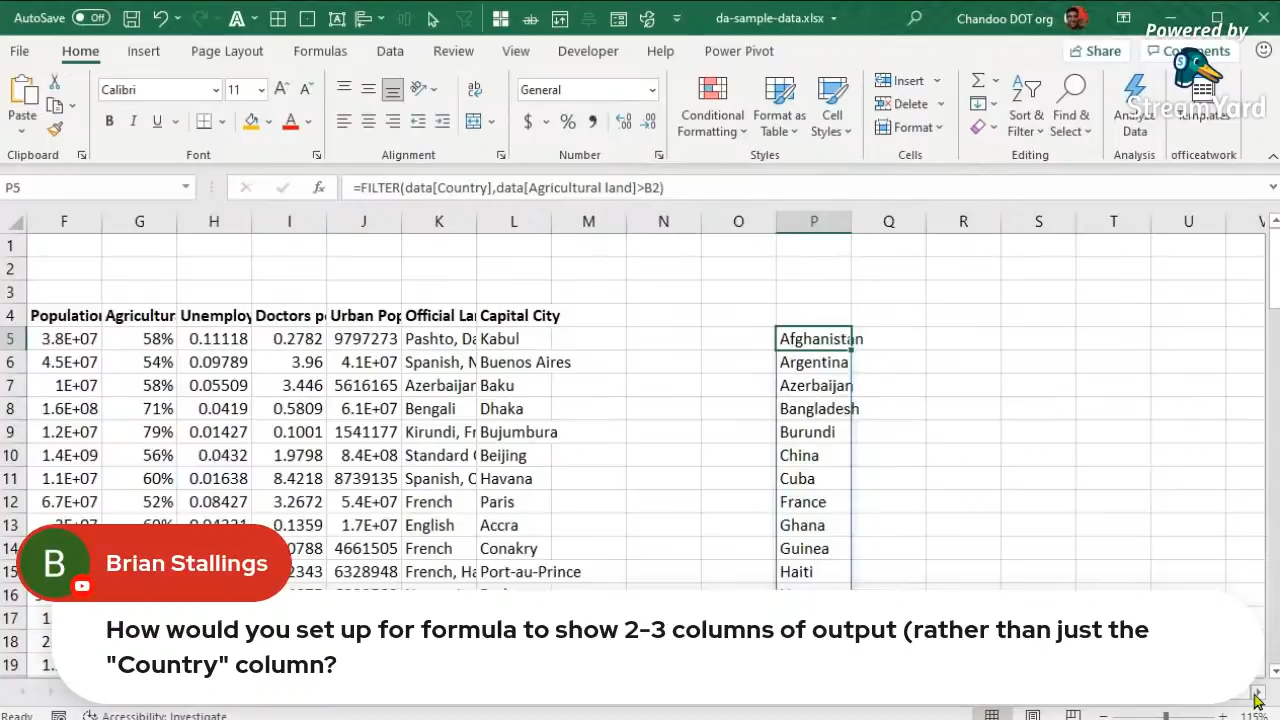 AutoSave Off da-sample-data.xlsx Chandoo DOT org
Powered by
File Home Insert Page Layout Formulas Data Review View Developer Help Power Pivot Share Comments
StreamYard
Calibri 11 General
Paste B I U $ % Conditional Formatting Format as Table Cell Styles Insert Delete Format Sort & Filter Find & Select Data
Clipboard Font Alignment Number Styles Cells Editing Analysis officeatwork
P5 fx =FILTER(data[Country],data[Agricultural land]>B2)
F G H I J K L M N O P Q R S T U
1
2
3
4 Population Agricultur Unemploy Doctors p Urban Pop Official La Capital City
5 3.8E+07 58% 0.11118 0.2782 9797273 Pashto, Da Kabul Afghanistan
6 4.5E+07 54% 0.09789 3.96 4.1E+07 Spanish, Buenos Aires Argentina
7 1E+07 58% 0.05509 3.446 5616165 Azerbaijan Baku Azerbaijan
8 1.6E+08 71% 0.0419 0.5809 6.1E+07 Bengali Dhaka Bangladesh
9 1.2E+07 79% 0.01427 0.1001 1541177 Kirundi, Fr Bujumbura Burundi
10 1.4E+09 56% 0.0432 1.9798 8.4E+08 Standard Beijing China
11 1.1E+07 60% 0.01638 8.4218 8739135 Spanish, C Havana Cuba
12 6.7E+07 52% 0.08427 3.2672 5.4E+07 French Paris France
13 0.1359 1.7E+07 English Accra Ghana
14 0788 4661505 French Conakry Guinea
15 2343 6328948 French, Ha Port-au-Prince Haiti
16
17
18
19
B Brian Stallings
How would you set up for formula to show 2-3 columns of output (rather than just the
"Country" column?
Ready Accessibility: Investigate 115%